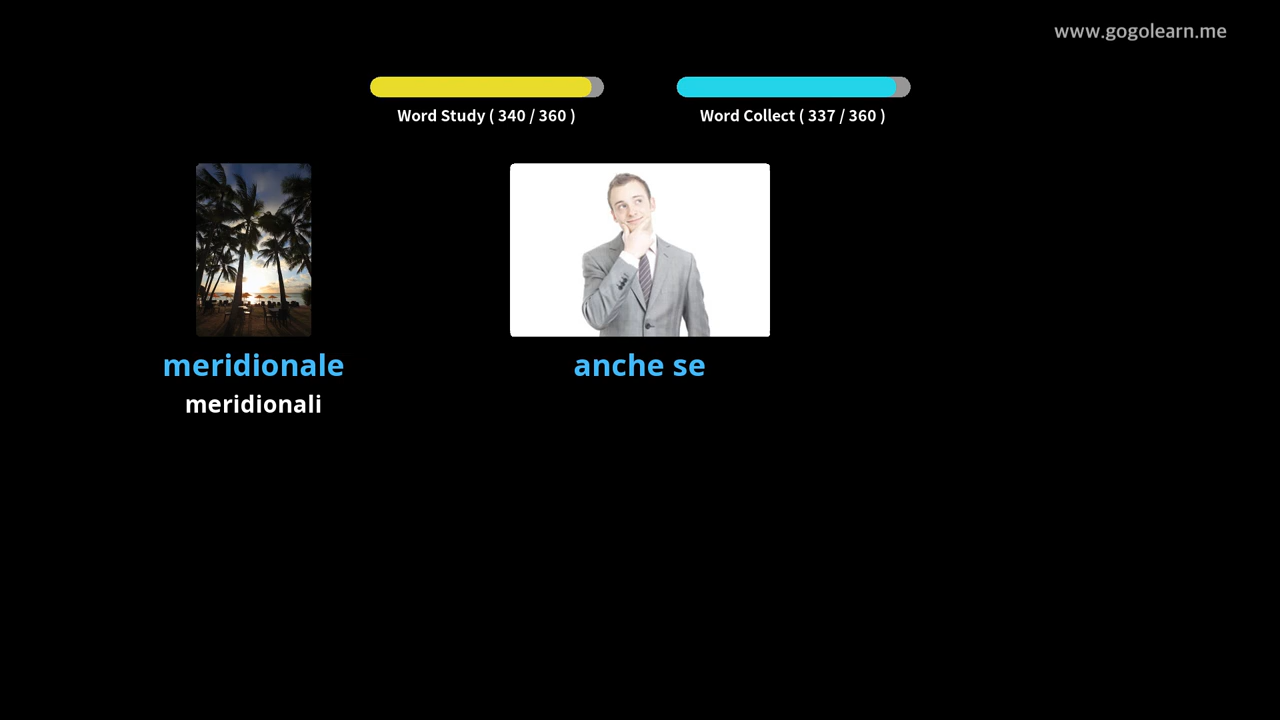 www.gogolearn.me
Word Study ( 340 / 360 )
Word Collect ( 337 / 360 )
meridionale
meridionali
anche se